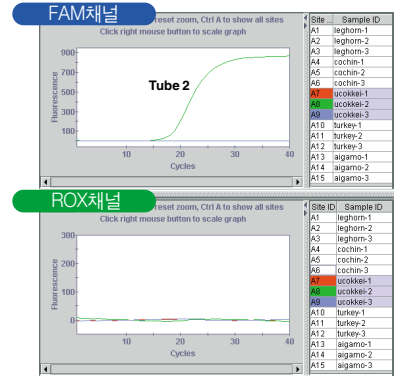 FAM채널
reset zoom, Ctrl A to show all sites
Click right mouse button to scale graph
Fluorescence
900
700
500
300
100
Tube 2
10 20 30 40
Cycles
Site ... Sample ID
A1 leghorn-1
A2 leghorn-2
A3 leghorn-3
A4 cochin-1
A5 cochin-2
A6 cochin-3
A7 ucokkei-1
A8 ucokkei-2
A9 ucokkei-3
A10 turkey-1
A11 turkey-2
A12 turkey-3
A13 aigamo-1
A14 aigamo-2
A15 aigamo-3
ROX채널
reset zoom, Ctrl A to show all sites
Click right mouse button to scale graph
Fluorescence
300
200
100
0
10 20 30 40
Cycles
Site ID Sample ID
A1 leghorn-1
A2 leghorn-2
A3 leghorn-3
A4 cochin-1
A5 cochin-2
A6 cochin-3
A7 ucokkei-1
A8 ucokkei-2
A9 ucokkei-3
A10 turkey-1
A11 turkey-2
A12 turkey-3
A13 aigamo-1
A14 aigamo-2
A15 aigamo-3